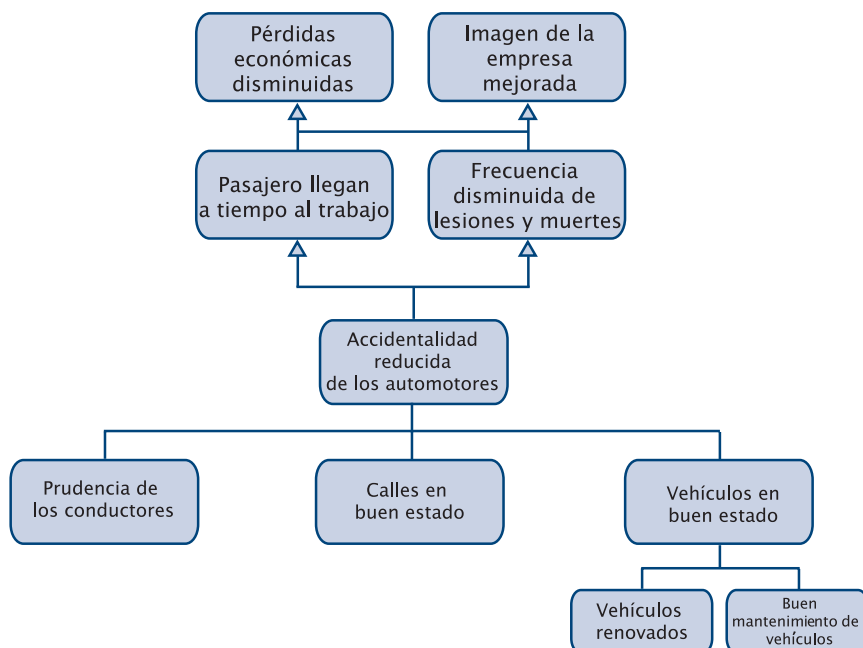 Pérdidas
económicas
disminuidas
Imagen de la
empresa
mejorada
Pasajero llegan
a tiempo al trabajo
Frecuencia
disminuida de
lesiones y muertes
Accidentalidad
reducida
de los automotores
Prudencia de
los conductores
Calles en
buen estado
Vehículos en
buen estado
Vehículos
renovados
Buen
mantenimiento de
vehículos